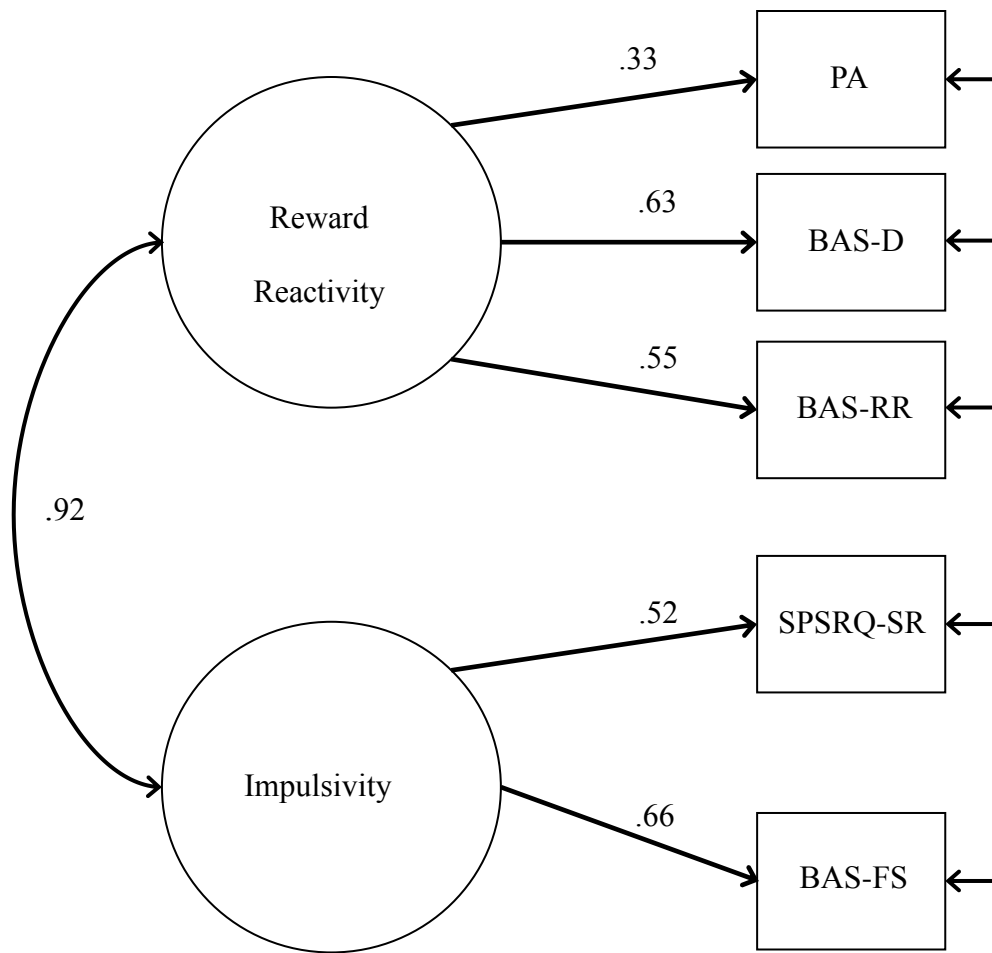 .33
PA
.63
BAS-D
Reward
Reactivity
.55
BAS-RR
.92
.52
SPSRQ-SR
Impulsivity
.66
BAS-FS